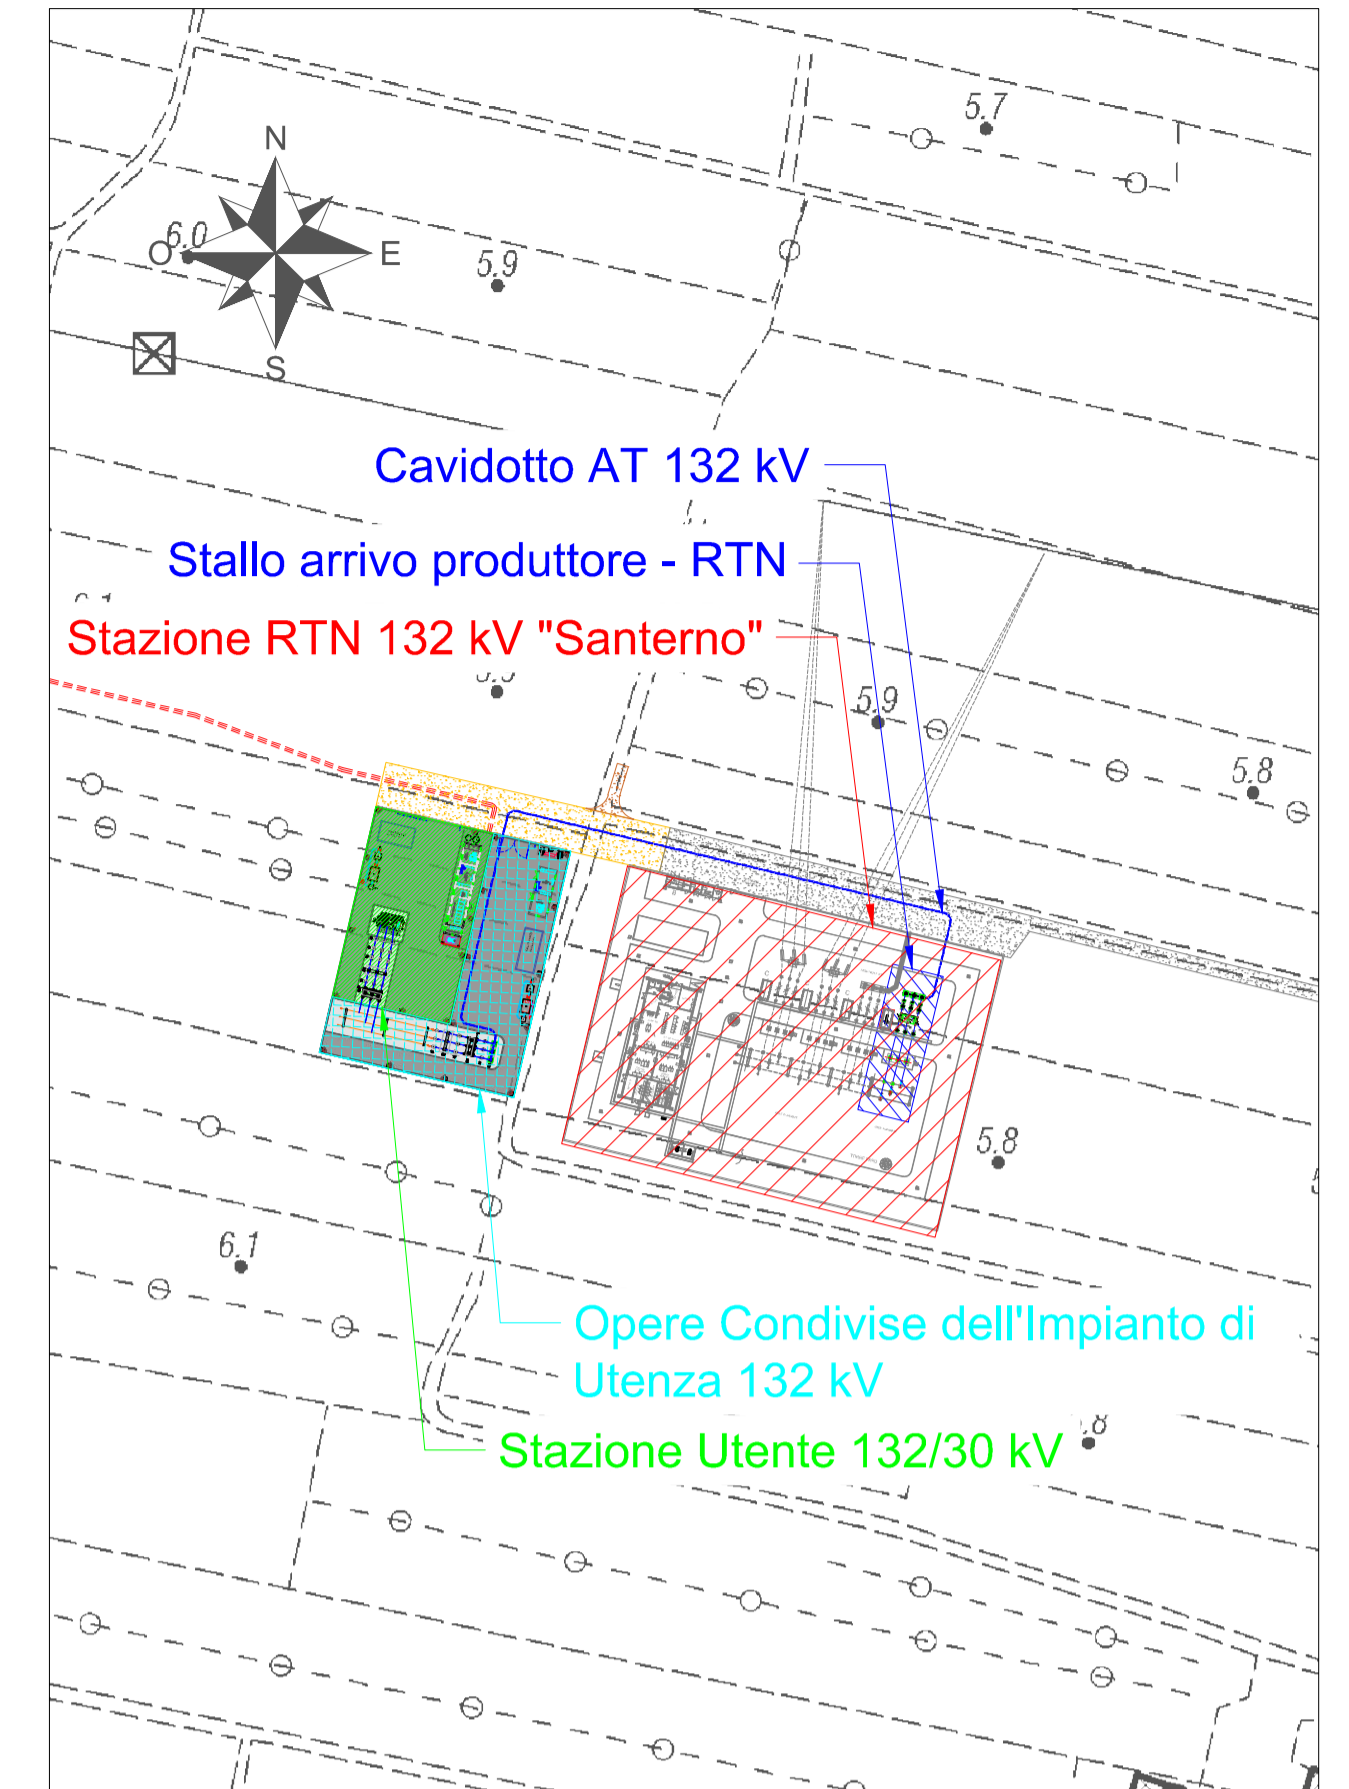 5.7
N
6.0
O
E
5.9
S
Cavidotto AT 132 kV
Stallo arrivo produttore - RTN
Stazione RTN 132 kV "Santerno"
5.9
5.8
5.8
6.1
Opere Condivise dell'Impianto di
Utenza 132 kV
Stazione Utente 132/30 kV
.8